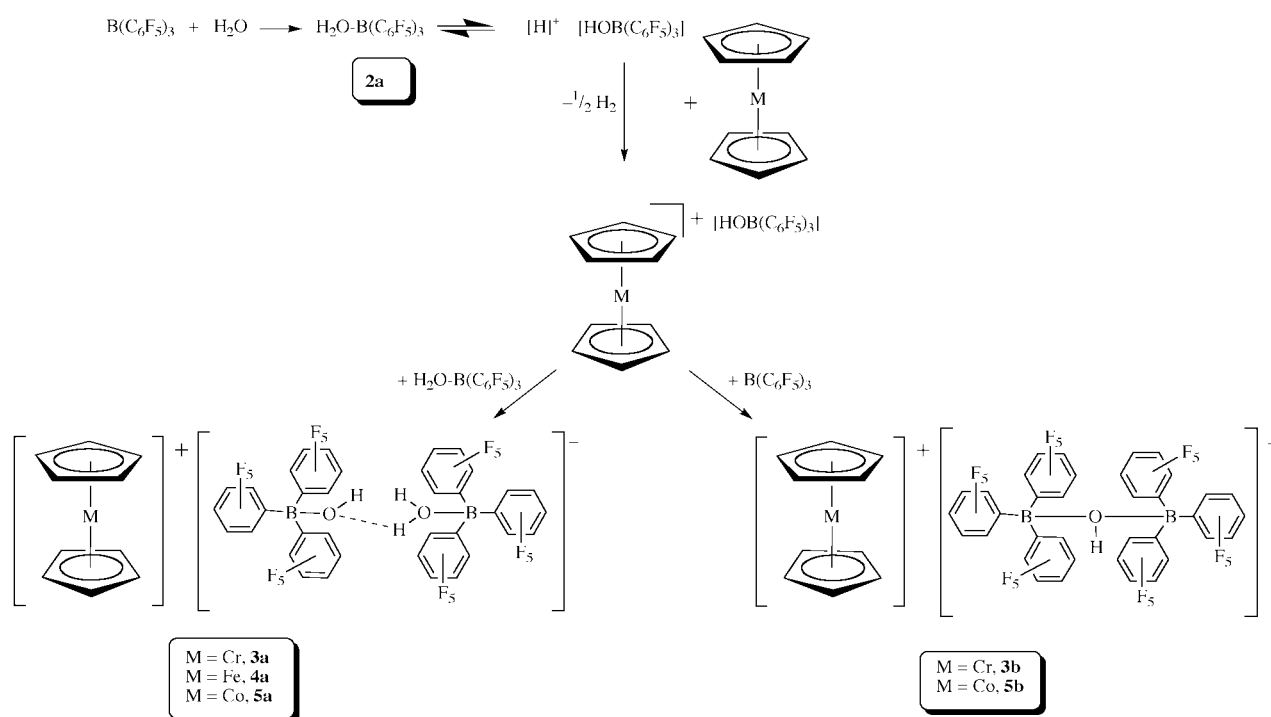 B(C₆F₅)₃ + H₂O → H₂O-B(C₆F₅)₃ ⇌ [H]⁺ [HOB(C₆F₅)₃]
2a
–¹/₂ H₂ + M
M ⁺ [HOB(C₆F₅)₃]
+ H₂O-B(C₆F₅)₃ + B(C₆F₅)₃
[ M ]⁺ [ F₅ F₅ B O H F₅ H H O B F₅ F₅ F₅ ]⁻
[ M ]⁺ [ F₅ F₅ B O H B F₅ F₅ F₅ F₅ ]⁻
M = Cr, 3a
M = Fe, 4a
M = Co, 5a
M = Cr, 3b
M = Co, 5b